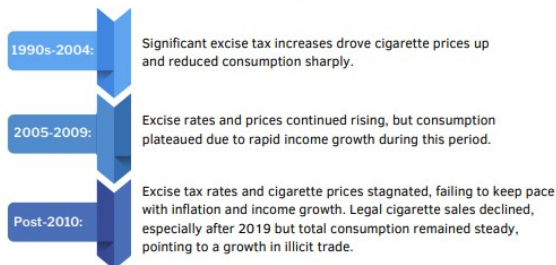 1990s-2004:
Significant excise tax increases drove cigarette prices up
and reduced consumption sharply.
2005-2009:
Excise rates and prices continued rising, but consumption
plateaued due to rapid income growth during this period.
Post-2010:
Excise tax rates and cigarette prices stagnated, failing to keep pace
with inflation and income growth. Legal cigarette sales declined,
especially after 2019 but total consumption remained steady,
pointing to a growth in illicit trade.